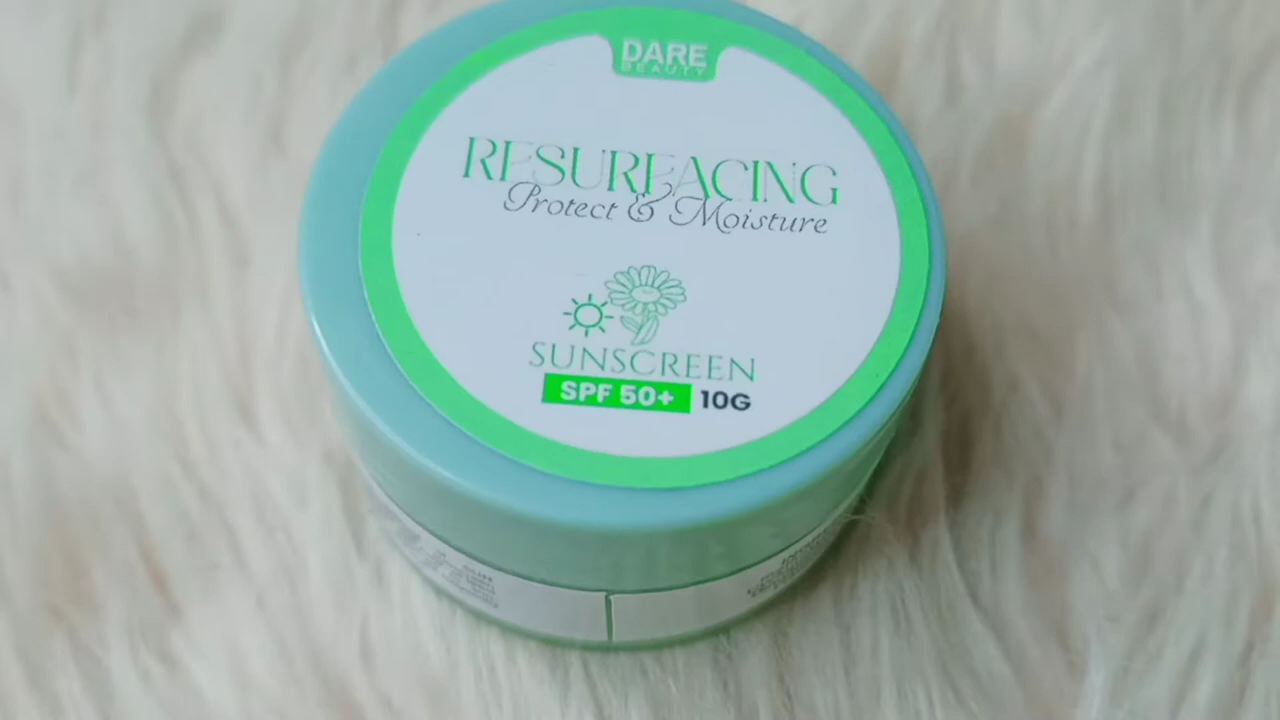 DARE
BEAUTY
RESURFACING
Protect & Moisture
SUNSCREEN
SPF 50+ 10G